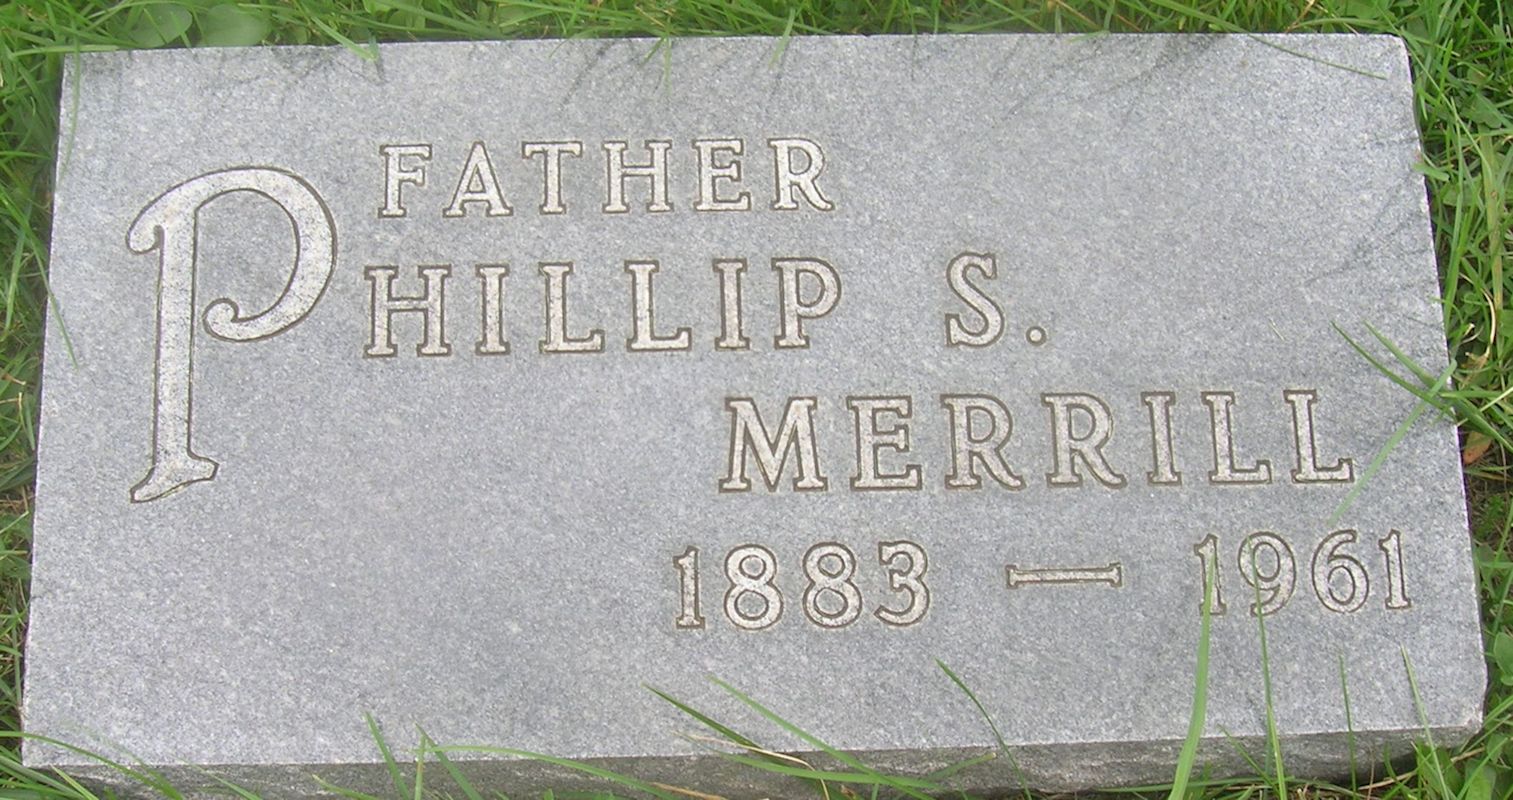 FATHER
PHILLIP S.
MERRILL
1883 — 1961